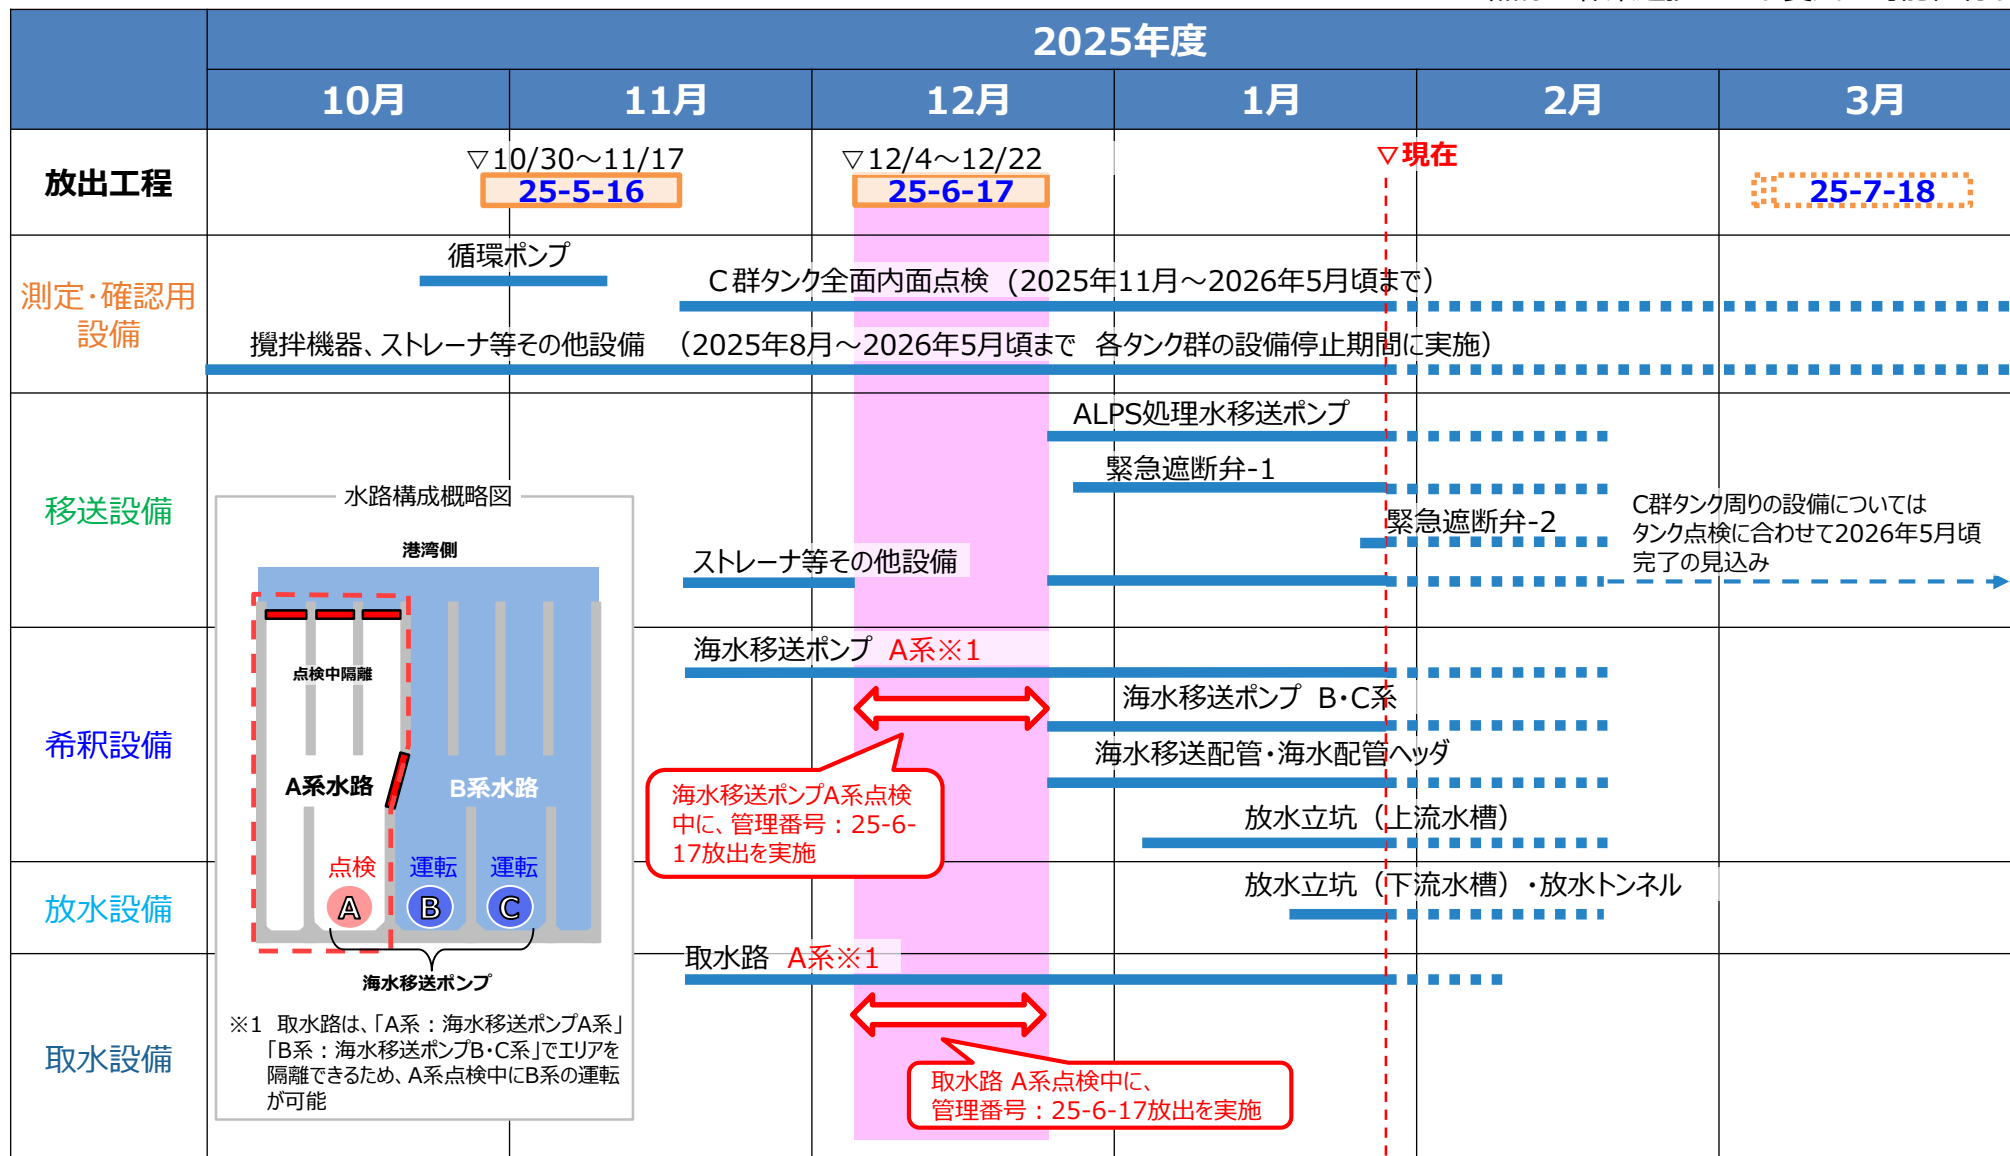 2025年度
10月
11月
12月
1月
2月
3月
放出工程
▽10/30～11/17
25-5-16
▽12/4～12/22
25-6-17
▽現在
25-7-18
測定・確認用
設備
循環ポンプ
C群タンク全面内面点検 (2025年11月～2026年5月頃まで)
攪拌機器、ストレーナ等その他設備 (2025年8月～2026年5月頃まで 各タンク群の設備停止期間に実施)
移送設備
ALPS処理水移送ポンプ
緊急遮断弁-1
緊急遮断弁-2
ストレーナ等その他設備
C群タンク周りの設備については
タンク点検に合わせて2026年5月頃
完了の見込み
水路構成概略図
港湾側
点検中隔離
A系水路
B系水路
点検
運転
運転
A
B
C
海水移送ポンプ
※1 取水路は、「A系：海水移送ポンプA系」
「B系：海水移送ポンプB・C系」でエリアを
隔離できるため、A系点検中にB系の運転
が可能
希釈設備
海水移送ポンプ A系※1
海水移送ポンプ B・C系
海水移送配管・海水配管ヘッダ
海水移送ポンプA系点検
中に、管理番号：25-6-
17放出を実施
放水立坑（上流水槽）
放水設備
放水立坑（下流水槽）・放水トンネル
取水設備
取水路 A系※1
取水路 A系点検中に、
管理番号：25-6-17放出を実施